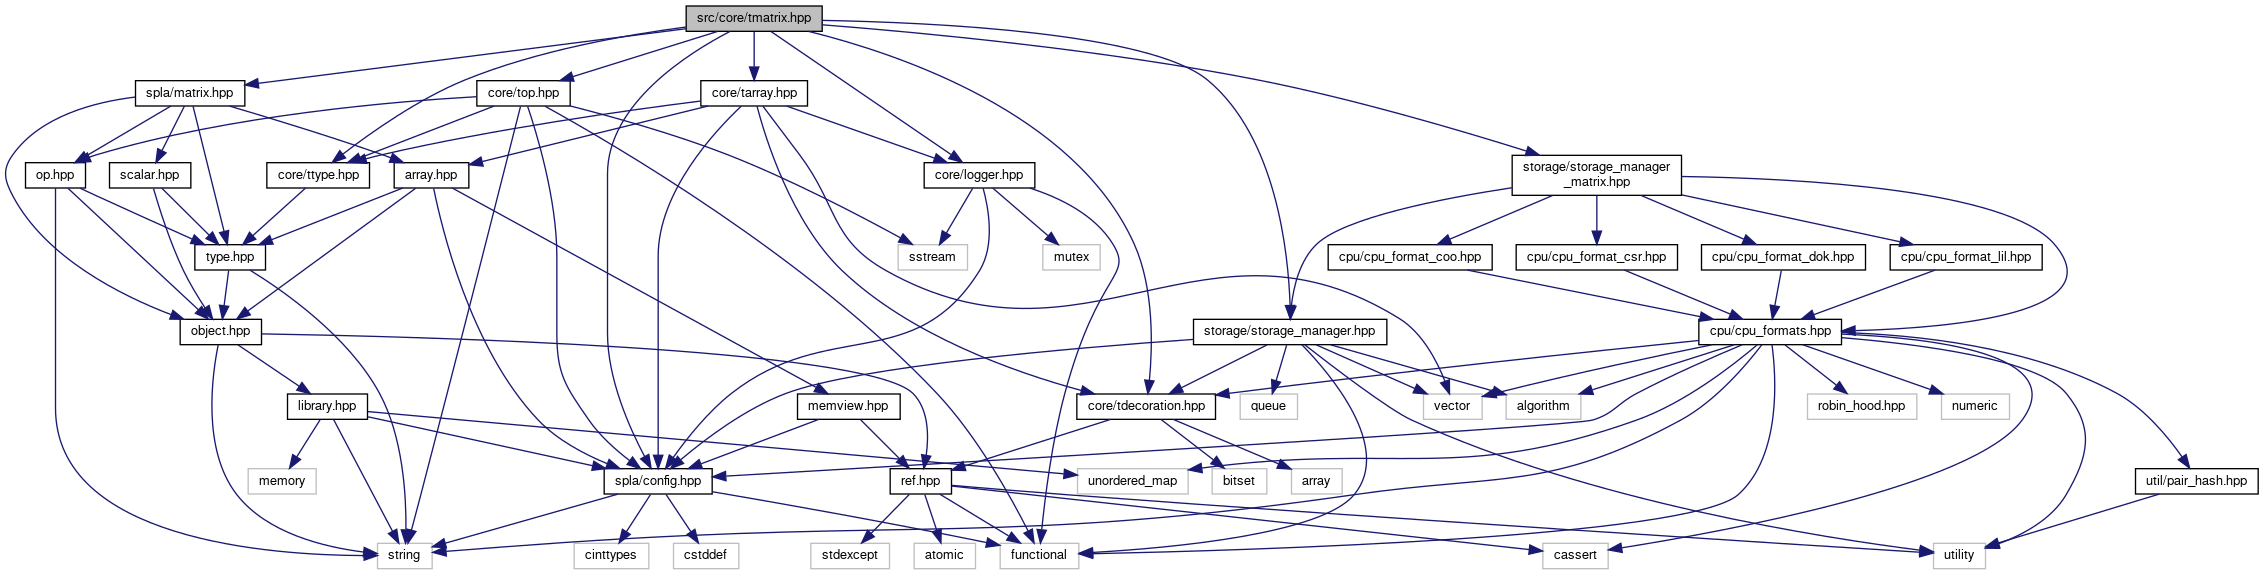 src/core/tmatrix.hpp
spla/matrix.hpp
core/top.hpp
core/tarray.hpp
op.hpp
scalar.hpp
core/ttype.hpp
array.hpp
core/logger.hpp
storage/storage_manager
_matrix.hpp
type.hpp
sstream
mutex
cpu/cpu_format_coo.hpp
cpu/cpu_format_csr.hpp
cpu/cpu_format_dok.hpp
cpu/cpu_format_lil.hpp
object.hpp
storage/storage_manager.hpp
cpu/cpu_formats.hpp
library.hpp
memview.hpp
core/tdecoration.hpp
queue
vector
algorithm
robin_hood.hpp
numeric
memory
spla/config.hpp
ref.hpp
unordered_map
bitset
array
util/pair_hash.hpp
string
cinttypes
cstddef
stdexcept
atomic
functional
cassert
utility